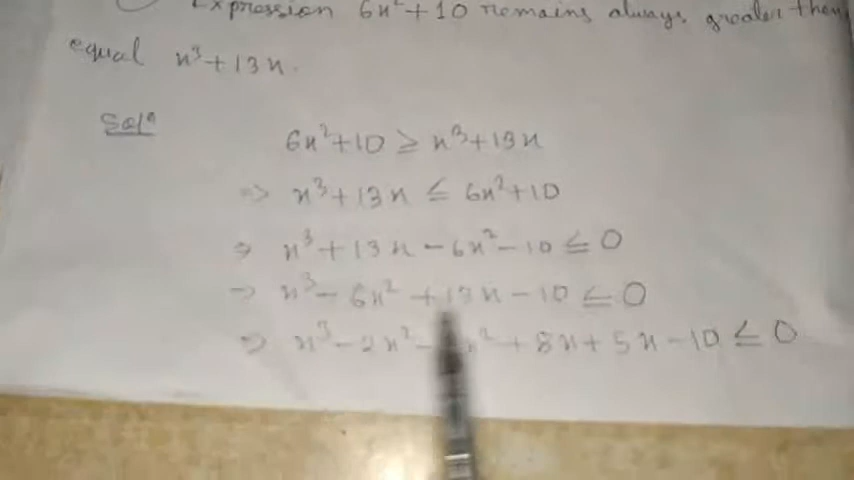 Expression 6x²+10 remains always greater then
equal x³+13x.
Solⁿ
6x²+10 ≥ x³+13x
⇒ x³+13x ≤ 6x²+10
⇒ x³+13x-6x²-10 ≤ 0
⇒ x³-6x²+13x-10 ≤ 0
⇒ x³-2x²- x²+8x+5x-10 ≤ 0